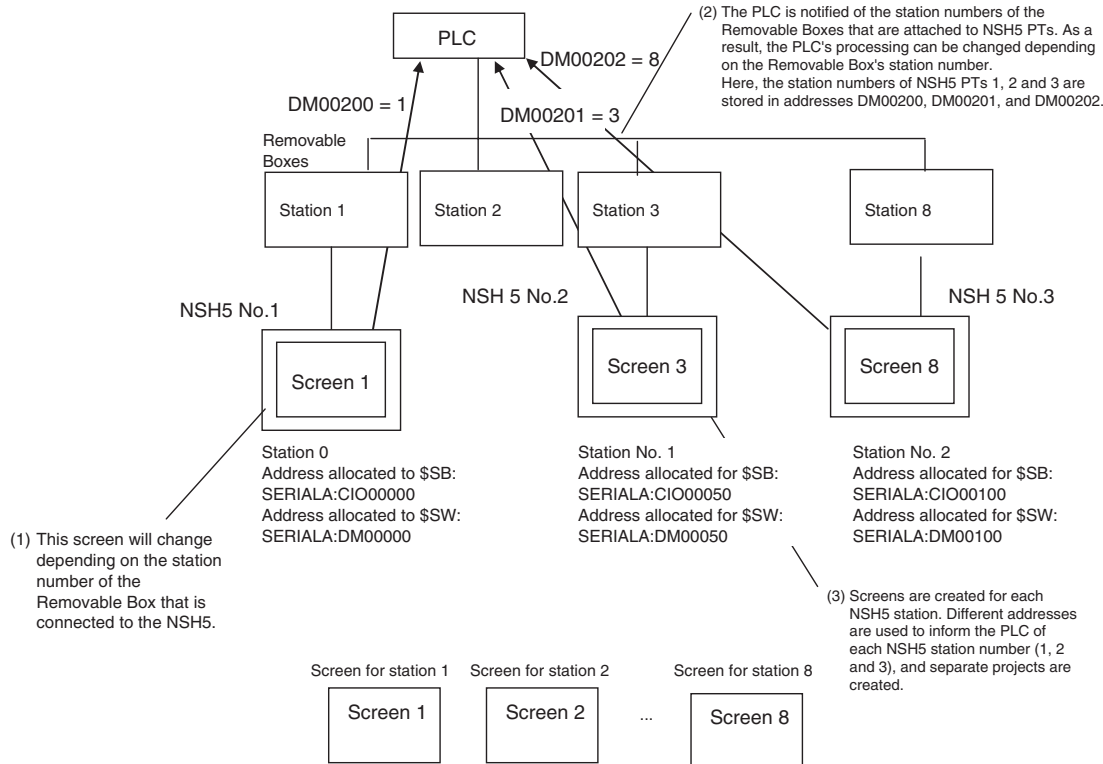 (2) The PLC is notified of the station numbers of the
Removable Boxes that are attached to NSH5 PTs. As a
result, the PLC's processing can be changed depending
on the Removable Box's station number.
Here, the station numbers of NSH5 PTs 1, 2 and 3 are
stored in addresses DM00200, DM00201, and DM00202.
PLC
DM00202 = 8
DM00200 = 1
DM00201 = 3
Removable
Boxes
Station 1
Station 2
Station 3
Station 8
NSH5 No.1
NSH 5 No.2
NSH 5 No.3
Screen 1
Screen 3
Screen 8
Station 0
Address allocated to $SB:
SERIALA:CIO00000
Address allocated to $SW:
SERIALA:DM00000
Station No. 1
Address allocated for $SB:
SERIALA:CIO00050
Address allocated for $SW:
SERIALA:DM00050
Station No. 2
Address allocated for $SB:
SERIALA:CIO00100
Address allocated for $SW:
SERIALA:DM00100
(1) This screen will change
depending on the station
number of the
Removable Box that is
connected to the NSH5.
(3) Screens are created for each
NSH5 station. Different addresses
are used to inform the PLC of
each NSH5 station number (1, 2
and 3), and separate projects are
created.
Screen for station 1
Screen for station 2
Screen for station 8
Screen 1
Screen 2
...
Screen 8